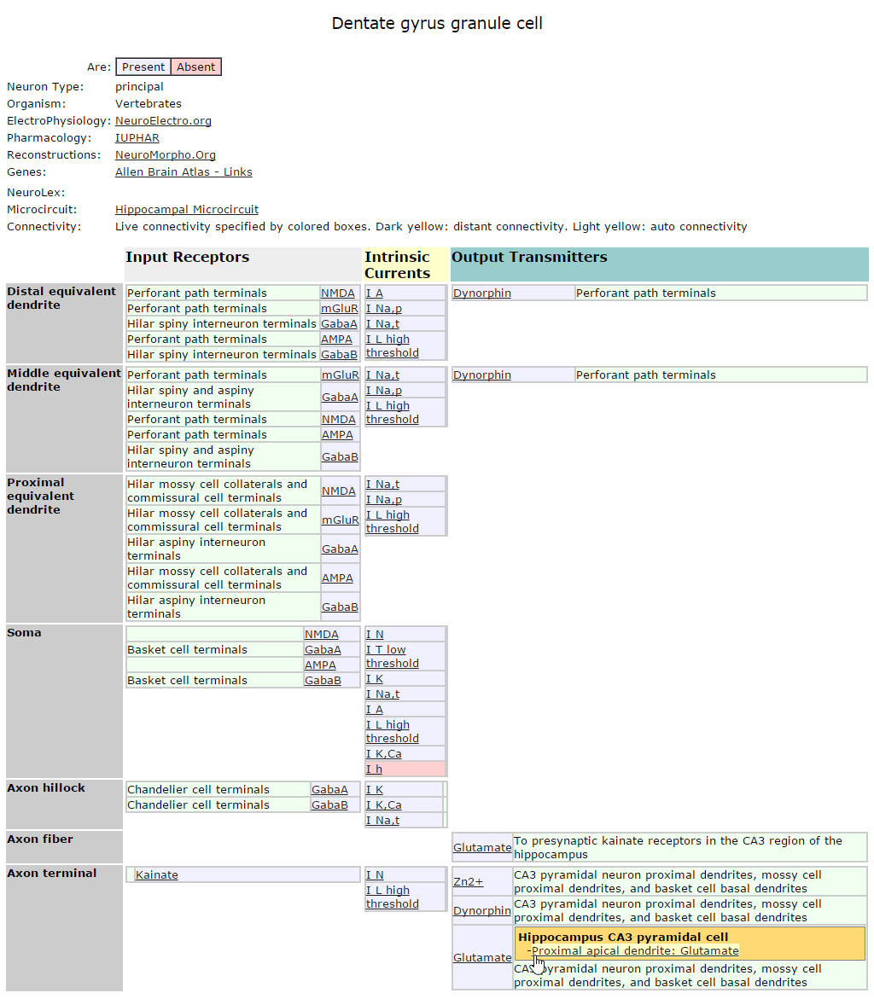 Dentate gyrus granule cell
Are: Present Absent
Neuron Type: principal
Organism: Vertebrates
ElectroPhysiology: NeuroElectro.org
Pharmacology: IUPHAR
Reconstructions: NeuroMorpho.Org
Genes: Allen Brain Atlas - Links
NeuroLex:
Microcircuit: Hippocampal Microcircuit
Connectivity: Live connectivity specified by colored boxes. Dark yellow: distant connectivity. Light yellow: auto connectivity
Input Receptors
Intrinsic
Currents
Output Transmitters
Distal equivalent
dendrite
Perforant path terminals NMDA
Perforant path terminals mGluR
Hilar spiny interneuron terminals GabaA
Perforant path terminals AMPA
Hilar spiny interneuron terminals GabaB
I A
I Na,p
I Na,t
I L high
threshold
Dynorphin Perforant path terminals
Middle equivalent
dendrite
Perforant path terminals mGluR
Hilar spiny and aspiny
interneuron terminals GabaA
Perforant path terminals NMDA
Perforant path terminals AMPA
Hilar spiny and aspiny
interneuron terminals GabaB
I Na,t
I Na,p
I L high
threshold
Dynorphin Perforant path terminals
Proximal
equivalent
dendrite
Hilar mossy cell collaterals and
commissural cell terminals NMDA
Hilar mossy cell collaterals and
commissural cell terminals mGluR
Hilar aspiny interneuron
terminals GabaA
Hilar mossy cell collaterals and
commissural cell terminals AMPA
Hilar aspiny interneuron
terminals GabaB
I Na,t
I Na,p
I L high
threshold
Soma
NMDA
Basket cell terminals GabaA
AMPA
Basket cell terminals GabaB
I N
I T low
threshold
I K
I Na,t
I A
I L high
threshold
I K,Ca
I h
Axon hillock
Chandelier cell terminals GabaA
Chandelier cell terminals GabaB
I K
I K,Ca
I Na,t
Axon fiber
Glutamate To presynaptic kainate receptors in the CA3 region of the
hippocampus
Axon terminal
Kainate
I N
I L high
threshold
Zn2+ CA3 pyramidal neuron proximal dendrites, mossy cell
proximal dendrites, and basket cell basal dendrites
Dynorphin CA3 pyramidal neuron proximal dendrites, mossy cell
proximal dendrites, and basket cell basal dendrites
Glutamate
Hippocampus CA3 pyramidal cell
-Proximal apical dendrite: Glutamate
CA3 pyramidal neuron proximal dendrites, mossy cell
proximal dendrites, and basket cell basal dendrites